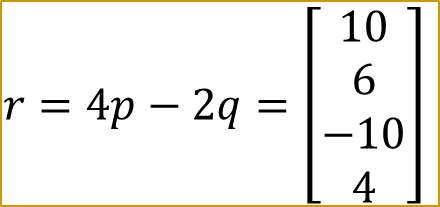 r = 4p − 2q = [10
6
−10
4]